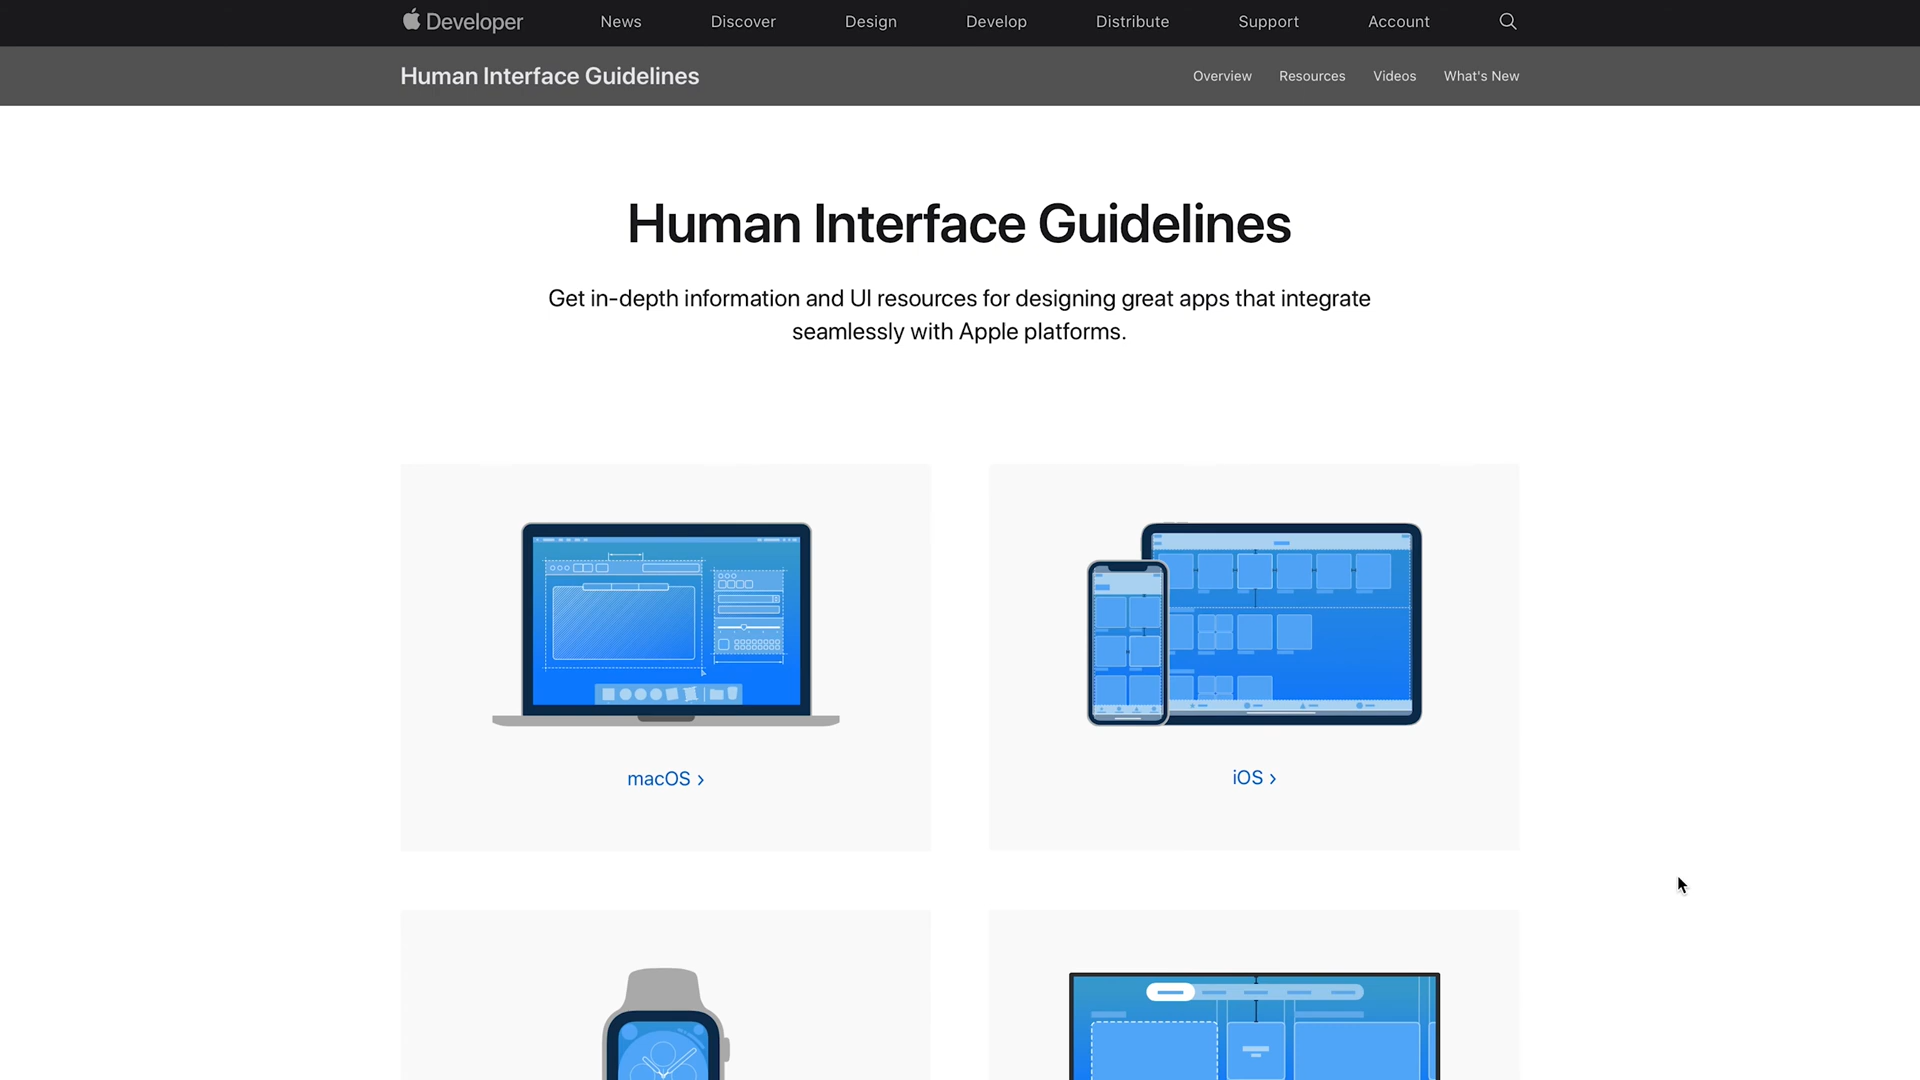 Developer
News
Discover
Design
Develop
Distribute
Support
Account
Human Interface Guidelines
Overview
Resources
Videos
What's New
Human Interface Guidelines
Get in-depth information and UI resources for designing great apps that integrate
seamlessly with Apple platforms.
macOS ›
iOS ›